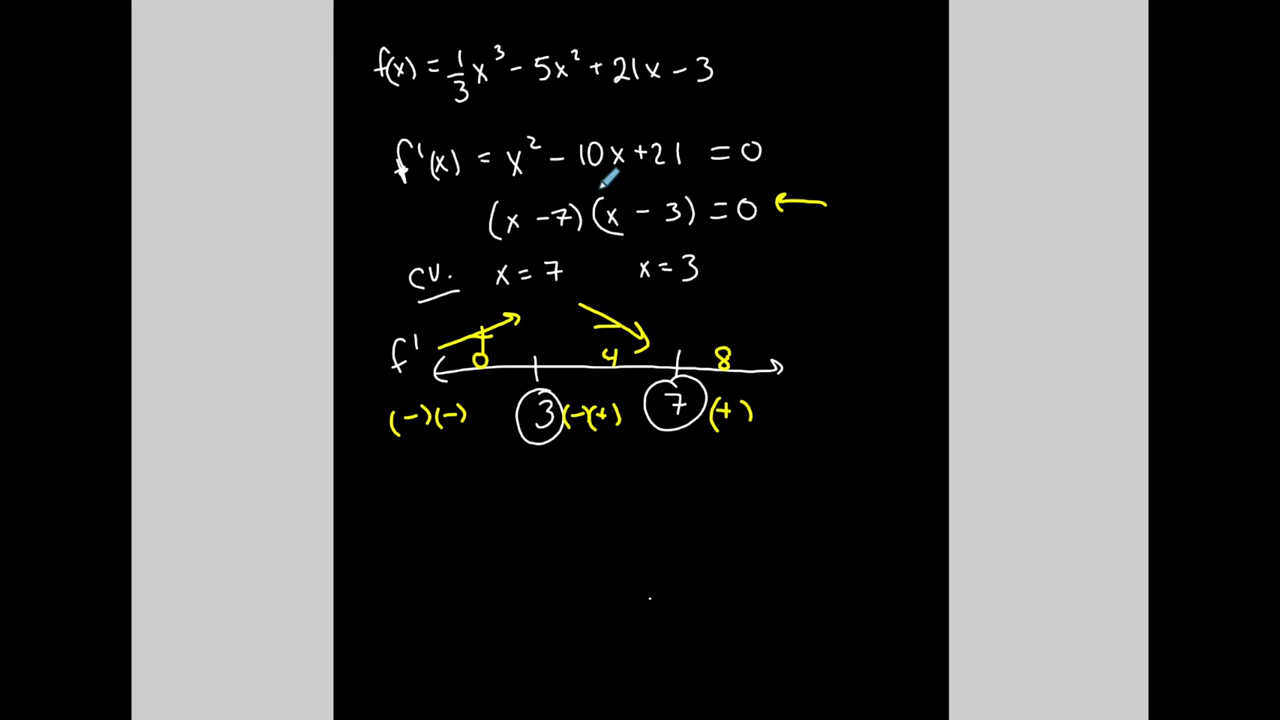 f(x) = 1/3 x³ - 5x² + 21x - 3
f'(x) = x² - 10x + 21 = 0
(x - 7)(x - 3) = 0
cv. x = 7 x = 3
+ -
f' 0 4 8
(-)(-) 3 (-)(+) 7 (+)